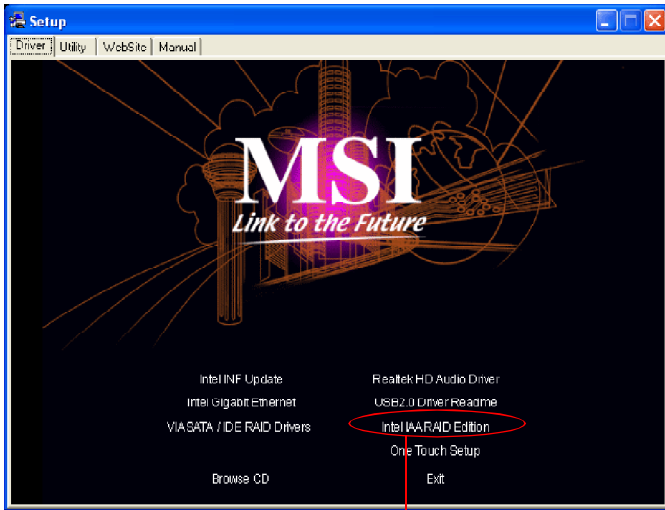 Setup
Driver Utility WebSite Manual
MSI
Link to the Future
Intel INF Update Realtek HD Audio Driver
Intel Gigabit Ethernet USB2.0 Driver Readme
VIA SATA / IDE RAID Drivers Intel IAA RAID Edition
One Touch Setup
Browse CD Exit